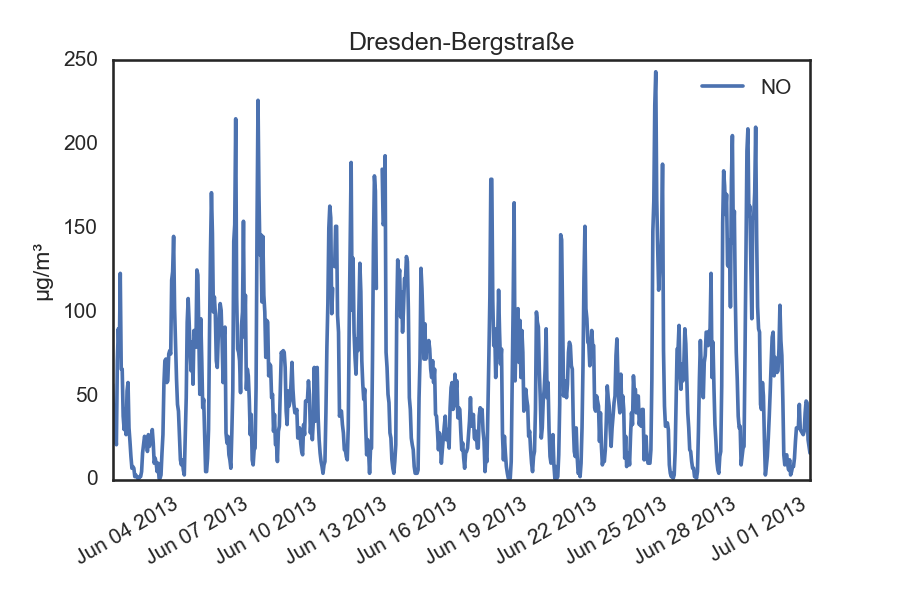 Dresden-Bergstraße
250
200
150
100
50
0
µg/m³
NO
Jun 04 2013
Jun 07 2013
Jun 10 2013
Jun 13 2013
Jun 16 2013
Jun 19 2013
Jun 22 2013
Jun 25 2013
Jun 28 2013
Jul 01 2013